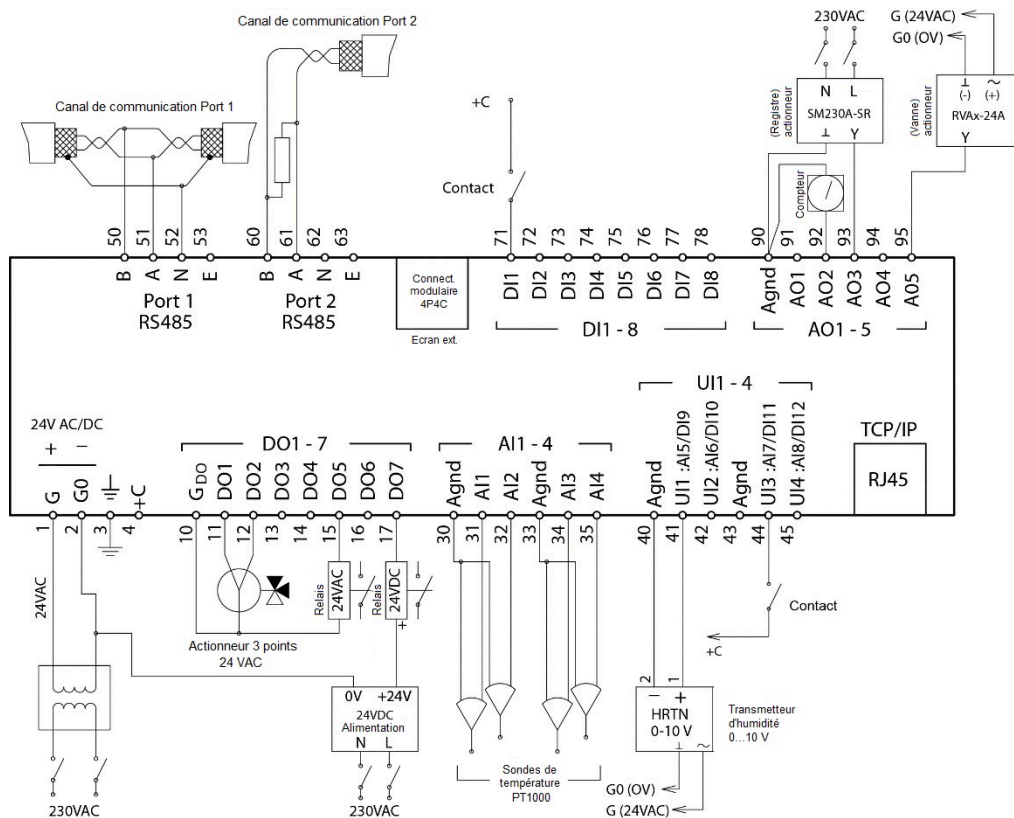 Canal de communication Port 2
Canal de communication Port 1
230VAC
G (24VAC)
G0 (OV)
+C
Contact
(Registre)
actionneur
N L
SM230A-SR
⊥ Y
(Vanne)
actionneur
⊥ ~
(-) (+)
RVAx-24A
Y
Compteur
50 51 52 53
60 61 62 63
71 72 73 74 75 76 77 78
90 91 92 93 94 95
B A N E
Port 1
RS485
B A N E
Port 2
RS485
Connect.
modulaire
4P4C
Ecran ext.
DI1 DI2 DI3 DI4 DI5 DI6 DI7 DI8
DI1 - 8
Agnd AO1 AO2 AO3 AO4 A05
AO1 - 5
24V AC/DC
+ −
G G0 +C
DO1 - 7
GDO DO1 DO2 DO3 DO4 DO5 DO6 DO7
AI1 - 4
Agnd AI1 AI2 Agnd AI3 AI4
UI1 - 4
Agnd
UI1 :AI5/DI9
UI2 :AI6/DI10
Agnd
UI3 :AI7/DI11
UI4: :AI8/DI12
TCP/IP
RJ45
1 2 3 4
10 11 12 13 14 15 16 17
30 31 32 33 34 35
40 41 42 43 44 45
24VAC
Relais
24VAC
Relais
24VDC
+
Actionneur 3 points
24 VAC
0V +24V
24VDC
Alimentation
N L
230VAC
230VAC
Sondes de
température
PT1000
Contact
+C
2 1
− +
HRTN
0-10 V
⊥ ~
Transmetteur
d'humidité
0...10 V
G0 (OV)
G (24VAC)